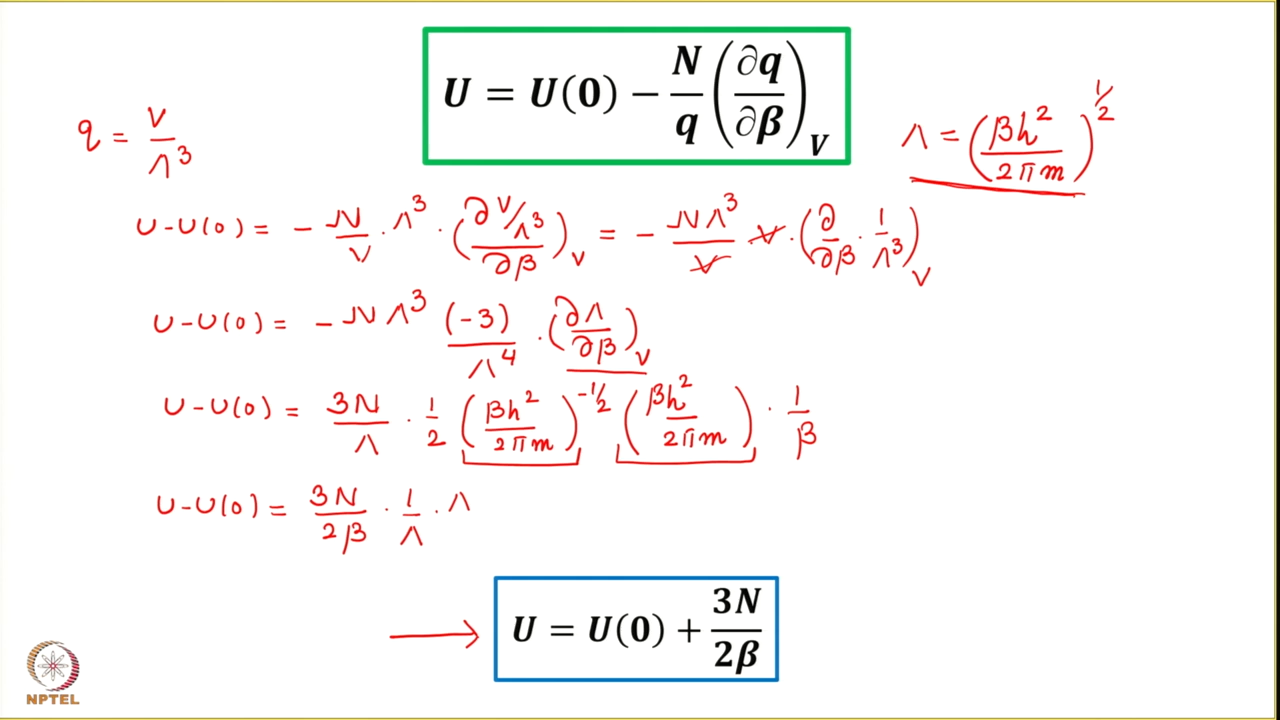 U = U(0) − N/q (∂q/∂β)_V
q = V/Λ³
Λ = (βh²/2πm)^1/2
U-U(0) = - N/V · Λ³ · (∂ V/Λ³ / ∂β)_V = - NΛ³/V V · (∂/∂β · 1/Λ³)_V
U-U(0) = - N Λ³ (-3)/Λ⁴ · (∂Λ/∂β)_V
U-U(0) = 3N/Λ · 1/2 (βh²/2πm)^-1/2 (βh²/2πm) · 1/β
U-U(0) = 3N/2β · 1/Λ · Λ
→ U = U(0) + 3N/2β
NPTEL